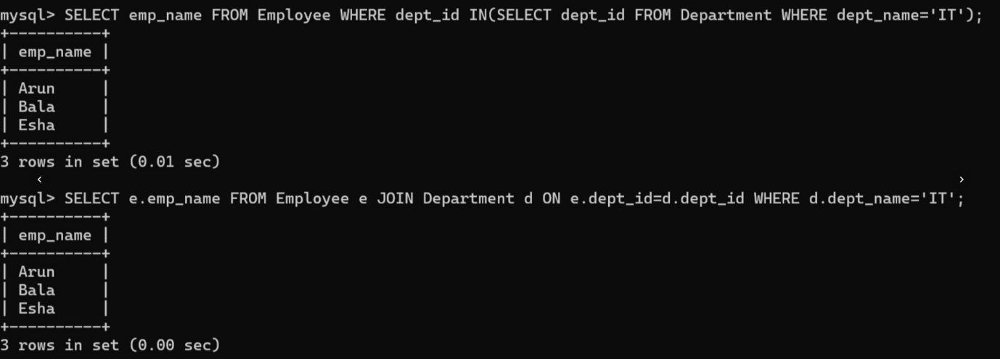 mysql> SELECT emp_name FROM Employee WHERE dept_id IN(SELECT dept_id FROM Department WHERE dept_name='IT');
+----------+
| emp_name |
+----------+
| Arun     |
| Bala     |
| Esha     |
+----------+
3 rows in set (0.01 sec)
‹ ›
mysql> SELECT e.emp_name FROM Employee e JOIN Department d ON e.dept_id=d.dept_id WHERE d.dept_name='IT';
+----------+
| emp_name |
+----------+
| Arun     |
| Bala     |
| Esha     |
+----------+
3 rows in set (0.00 sec)